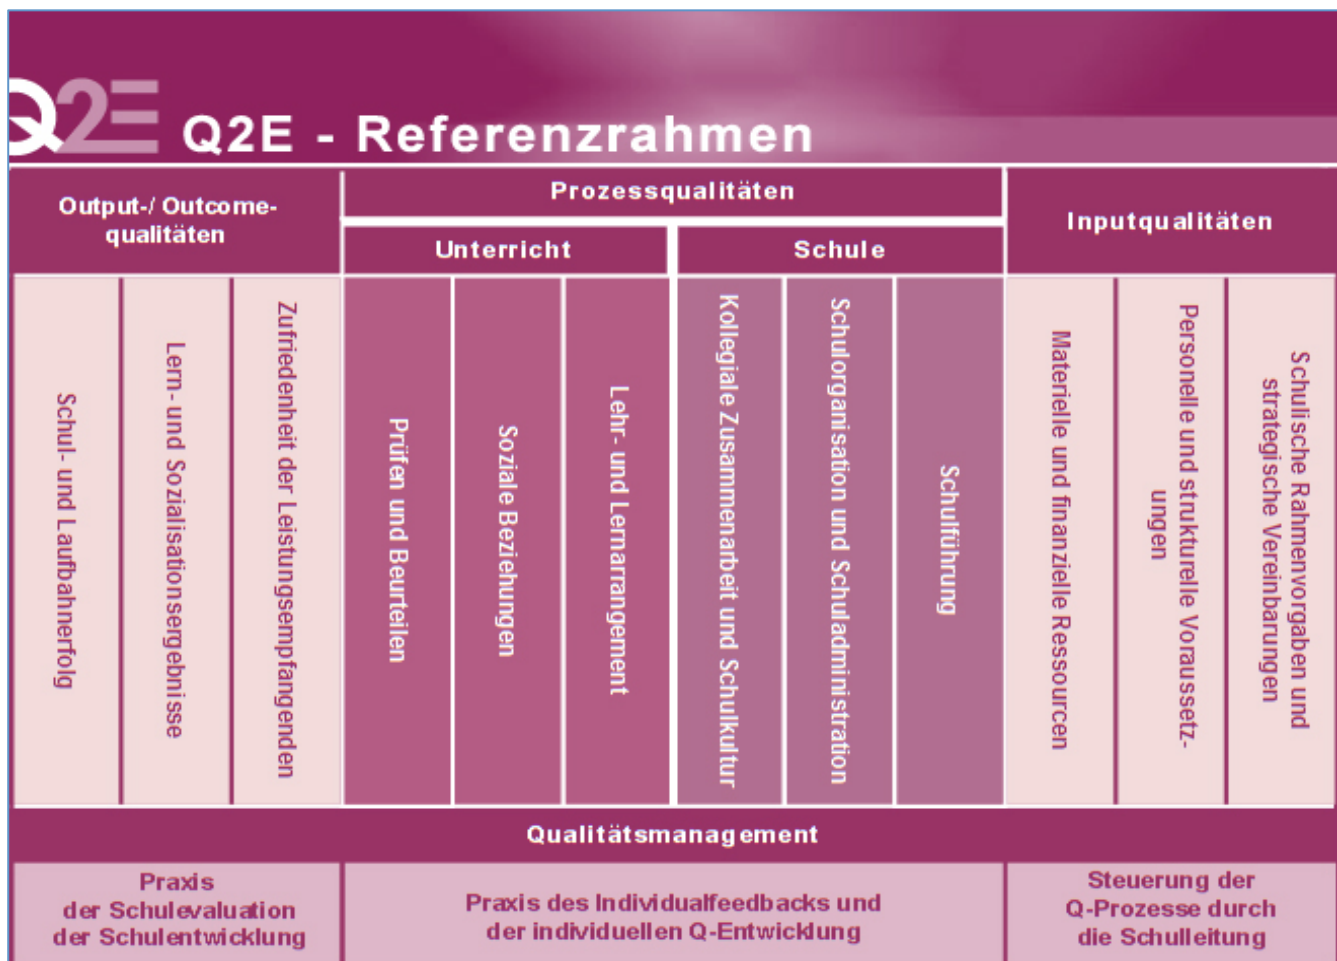 Q2E
Q2E - Referenzrahmen
Output-/ Outcome-
qualitäten
Prozessqualitäten
Inputqualitäten
Unterricht
Schule
Schul- und Laufbahnerfolg
Lern- und Sozialisationsergebnisse
Zufriedenheit der Leistungsempfangenden
Prüfen und Beurteilen
Soziale Beziehungen
Lehr- und Lernarrangement
Kollegiale Zusammenarbeit und Schulkultur
Schulorganisation und Schuladministration
Schulführung
Materielle und finanzielle Ressourcen
Personelle und strukturelle Voraussetz-
ungen
Schulische Rahmenvorgaben und
strategische Vereinbarungen
Qualitätsmanagement
Praxis
der Schulevaluation
der Schulentwicklung
Praxis des Individualfeedbacks und
der individuellen Q-Entwicklung
Steuerung der
Q-Prozesse durch
die Schulleitung